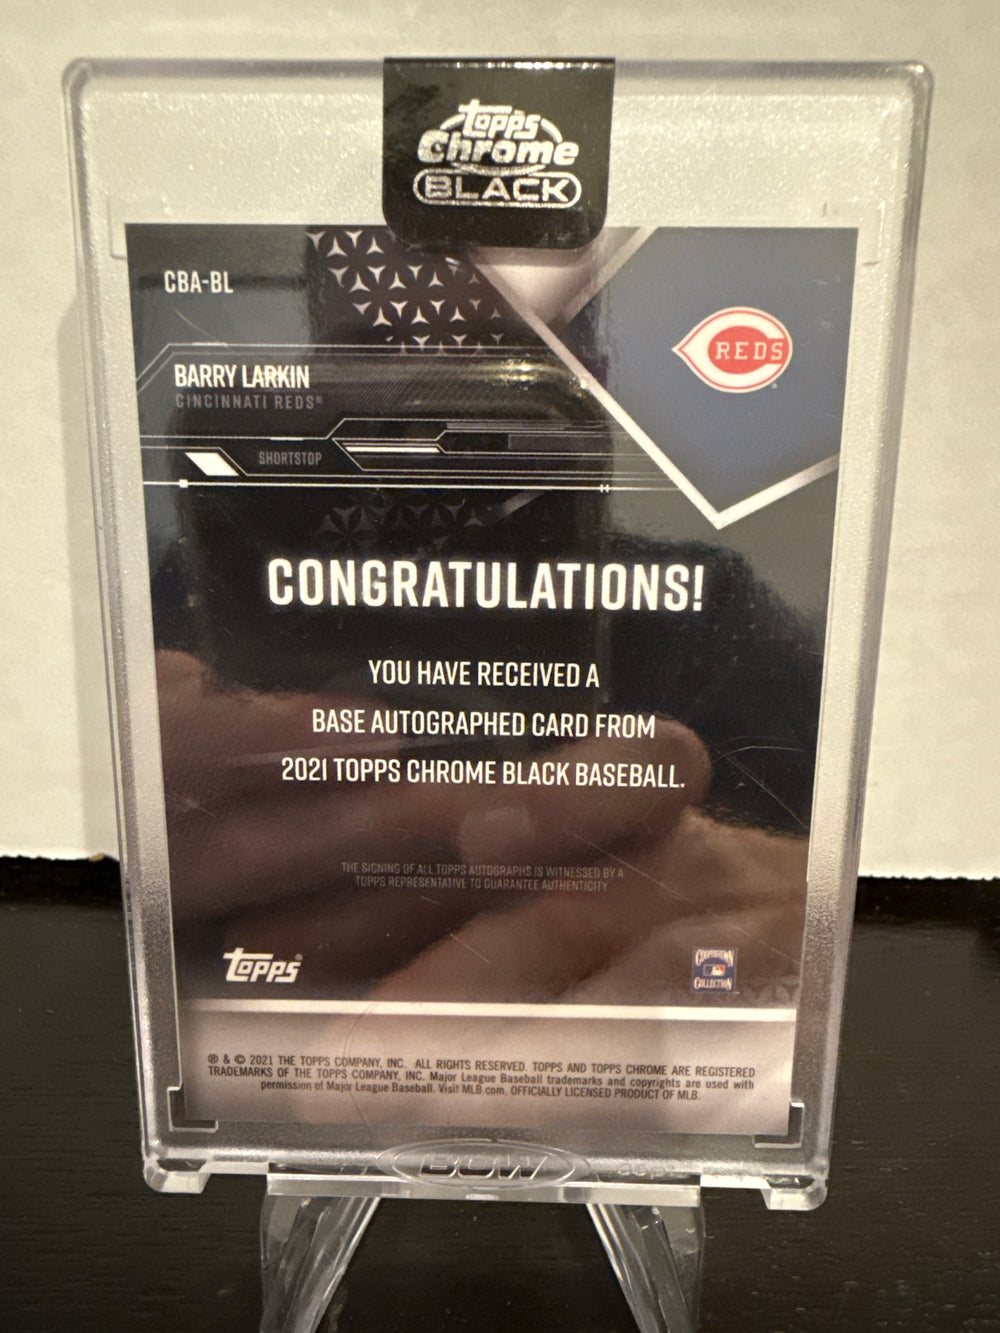 Topps
Chrome
BLACK
CBA-BL
REDS
BARRY LARKIN
CINCINNATI REDS®
SHORTSTOP
CONGRATULATIONS!
YOU HAVE RECEIVED A
BASE AUTOGRAPHED CARD FROM
2021 TOPPS CHROME BLACK BASEBALL.
THE SIGNING OF ALL TOPPS AUTOGRAPHS IS WITNESSED BY A
TOPPS REPRESENTATIVE TO GUARANTEE AUTHENTICITY
Topps®
COOPERSTOWN
COLLECTION
® & © 2021 THE TOPPS COMPANY, INC. ALL RIGHTS RESERVED. TOPPS AND TOPPS CHROME ARE REGISTERED
TRADEMARKS OF THE TOPPS COMPANY, INC. Major League Baseball trademarks and copyrights are used with
permission of Major League Baseball. Visit MLB.com. OFFICIALLY LICENSED PRODUCT OF MLB.
BCW